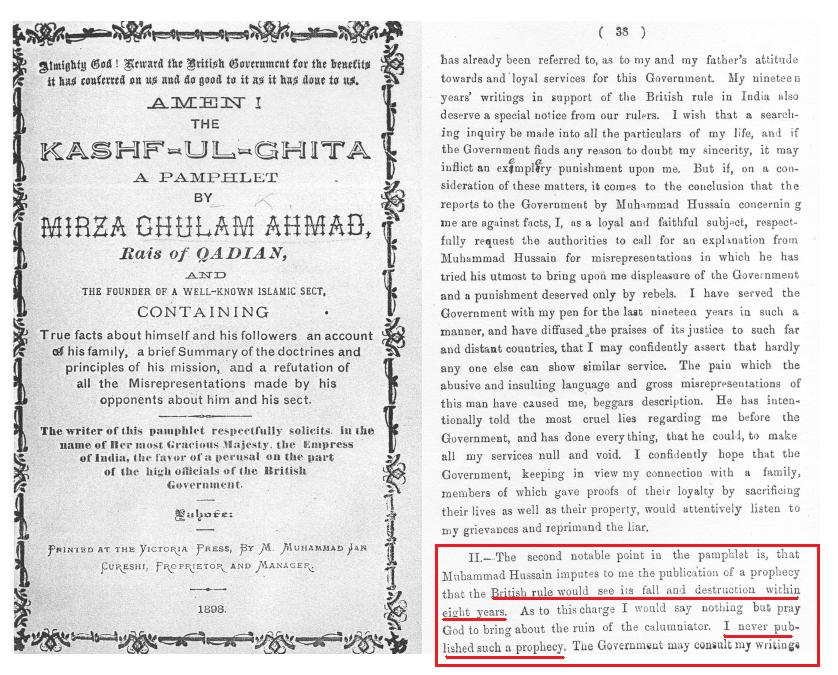 Almighty God! Reward the British Government for the benefits
it has conferred on us and do good to it as it has done to us.
AMEN !
THE
KASHF-UL-GHITA
A PAMPHLET
BY
MIRZA GHULAM AHMAD,
Rais of QADIAN,
AND
THE FOUNDER OF A WELL-KNOWN ISLAMIC SECT,
CONTAINING
True facts about himself and his followers an account
of his family, a brief Summary of the doctrines and
principles of his mission, and a refutation of
all the Misrepresentations made by his
opponents about him and his sect.
The writer of this pamphlet respectfully solicits, in the
name of Her most Gracious Majesty, the Empress
of India, the favor of a perusal on the part
of the high officials of the British
Government.
Lahore:
PRINTED AT THE VICTORIA PRESS, BY M. MUHAMMAD JAN
CURESHI, PROPRIETOR AND MANAGER.
1898.
( 38 )
has already been referred to, as to my and my father's attitude
towards and loyal services for this Government. My nineteen
years' writings in support of the British rule in India also
deserve a special notice from our rulers. I wish that a search-
ing inquiry be made into all the particulars of my life, and if
the Government finds any reason to doubt my sincerity, it may
inflict an exemplary punishment upon me. But if, on a con-
sideration of these matters, it comes to the conclusion that the
reports to the Government by Muhammad Hussain concerning
me are against facts, I, as a loyal and faithful subject, respect-
fully request the authorities to call for an explanation from
Muhammad Hussain for misrepresentations in which he has
tried his utmost to bring upon me displeasure of the Government
and a punishment deserved only by rebels. I have served the
Government with my pen for the last nineteen years in such a
manner, and have diffused the praises of its justice to such far
and distant countries, that I may confidently assert that hardly
any one else can show similar service. The pain which the
abusive and insulting language and gross misrepresentations of
this man have caused me, beggars description. He has inten-
tionally told the most cruel lies regarding me before the
Government, and has done everything, that he could, to make
all my services null and void. I confidently hope that the
Government, keeping in view my connection with a family,
members of which gave proofs of their loyalty by sacrificing
their lives as well as their property, would attentively listen to
my grievances and reprimand the liar.
II.—The second notable point in the pamphlet is, that
Muhammad Hussain imputes to me the publication of a prophecy
that the British rule would see its fall and destruction within
eight years. As to this charge I would say nothing but pray
God to bring about the ruin of the calumniator. I never pub-
lished such a prophecy. The Government may consult my writings